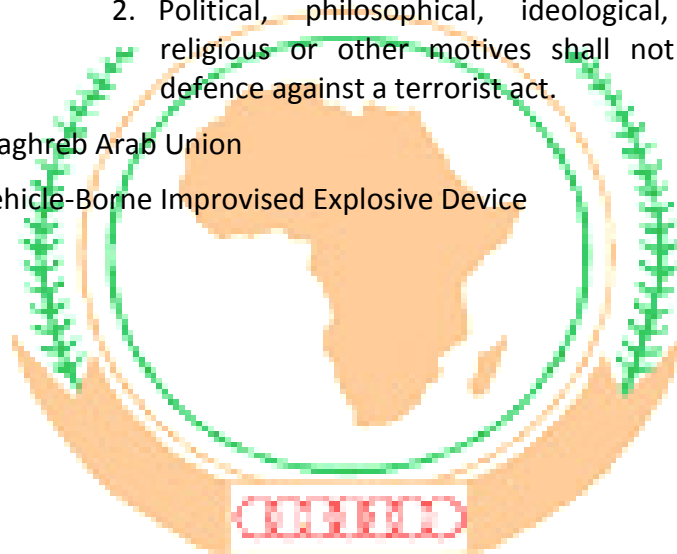 2. Political, philosophical, ideological,
religious or other motives shall not
defence against a terrorist act.
aghreb Arab Union
ehicle-Borne Improvised Explosive Device